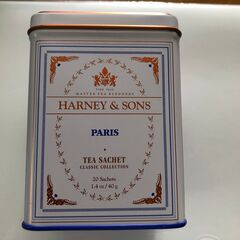 MASTER TEA BLENDERS
HARNEY & SONS
PARIS
TEA SACHET
CLASSIC COLLECTION
20 Sachets
1.4 oz/ 40 g